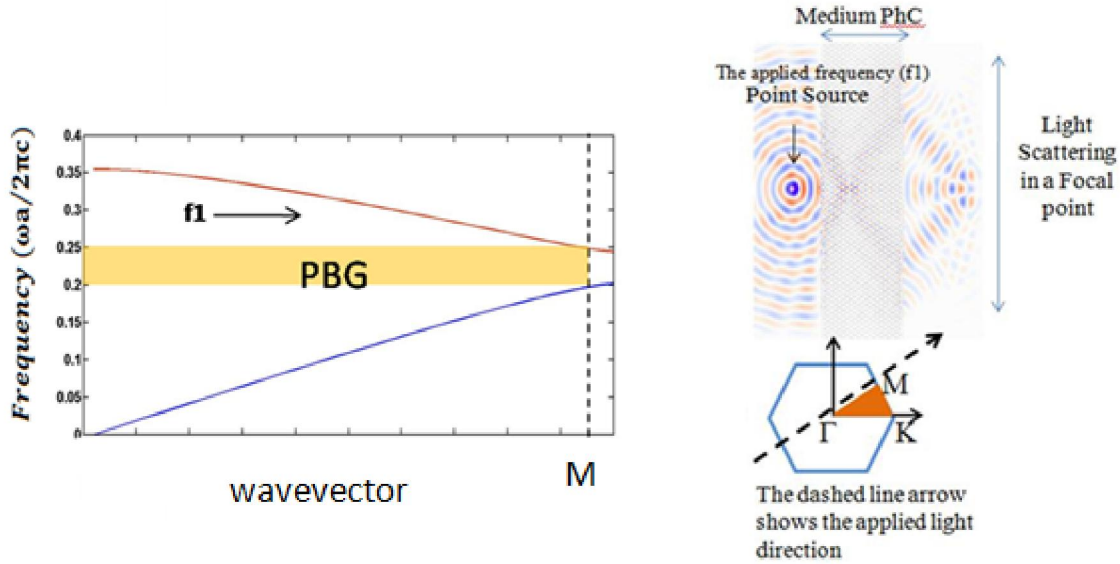 Frequency (ωa/2πc)
0.4
0.35
0.3
0.25
0.2
0.15
0.1
0.05
0
f1
PBG
wavevector
M
Medium PhC
The applied frequency (f1)
Point Source
Light
Scattering
in a Focal
point
M
Γ
K
The dashed line arrow
shows the applied light
direction